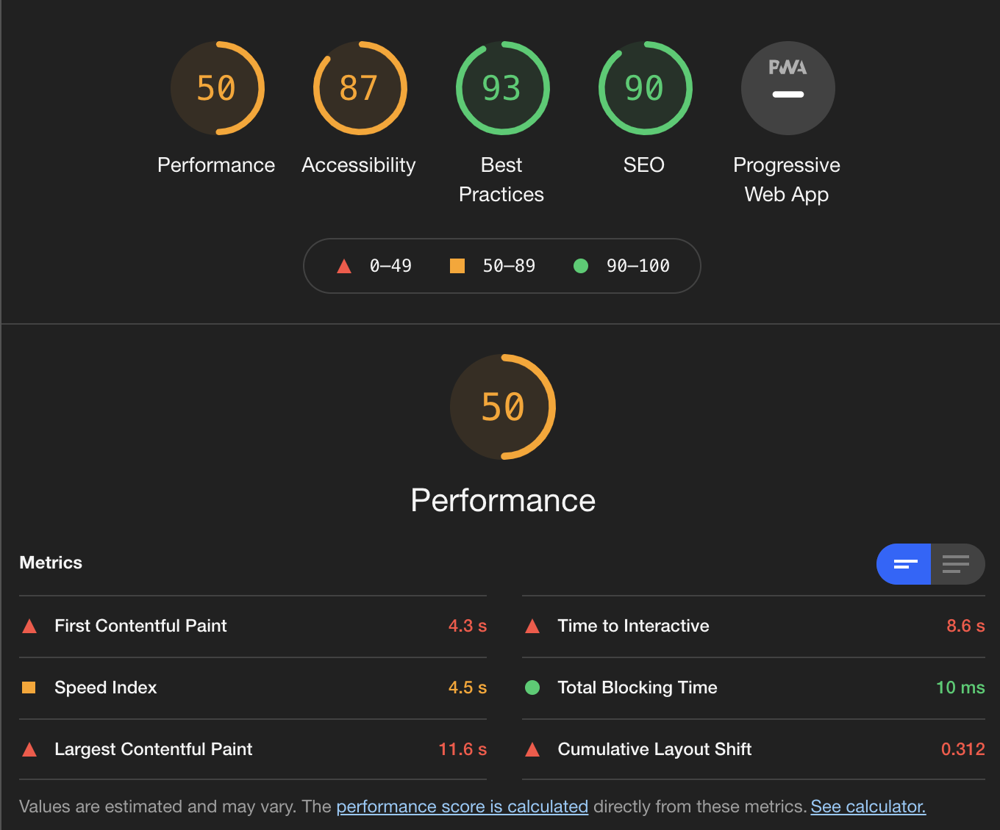 50
87
93
90
PWA
Performance
Accessibility
Best
Practices
SEO
Progressive
Web App
0–49
50–89
90–100
50
Performance
Metrics
First Contentful Paint 4.3 s
Time to Interactive 8.6 s
Speed Index 4.5 s
Total Blocking Time 10 ms
Largest Contentful Paint 11.6 s
Cumulative Layout Shift 0.312
Values are estimated and may vary. The performance score is calculated directly from these metrics. See calculator.